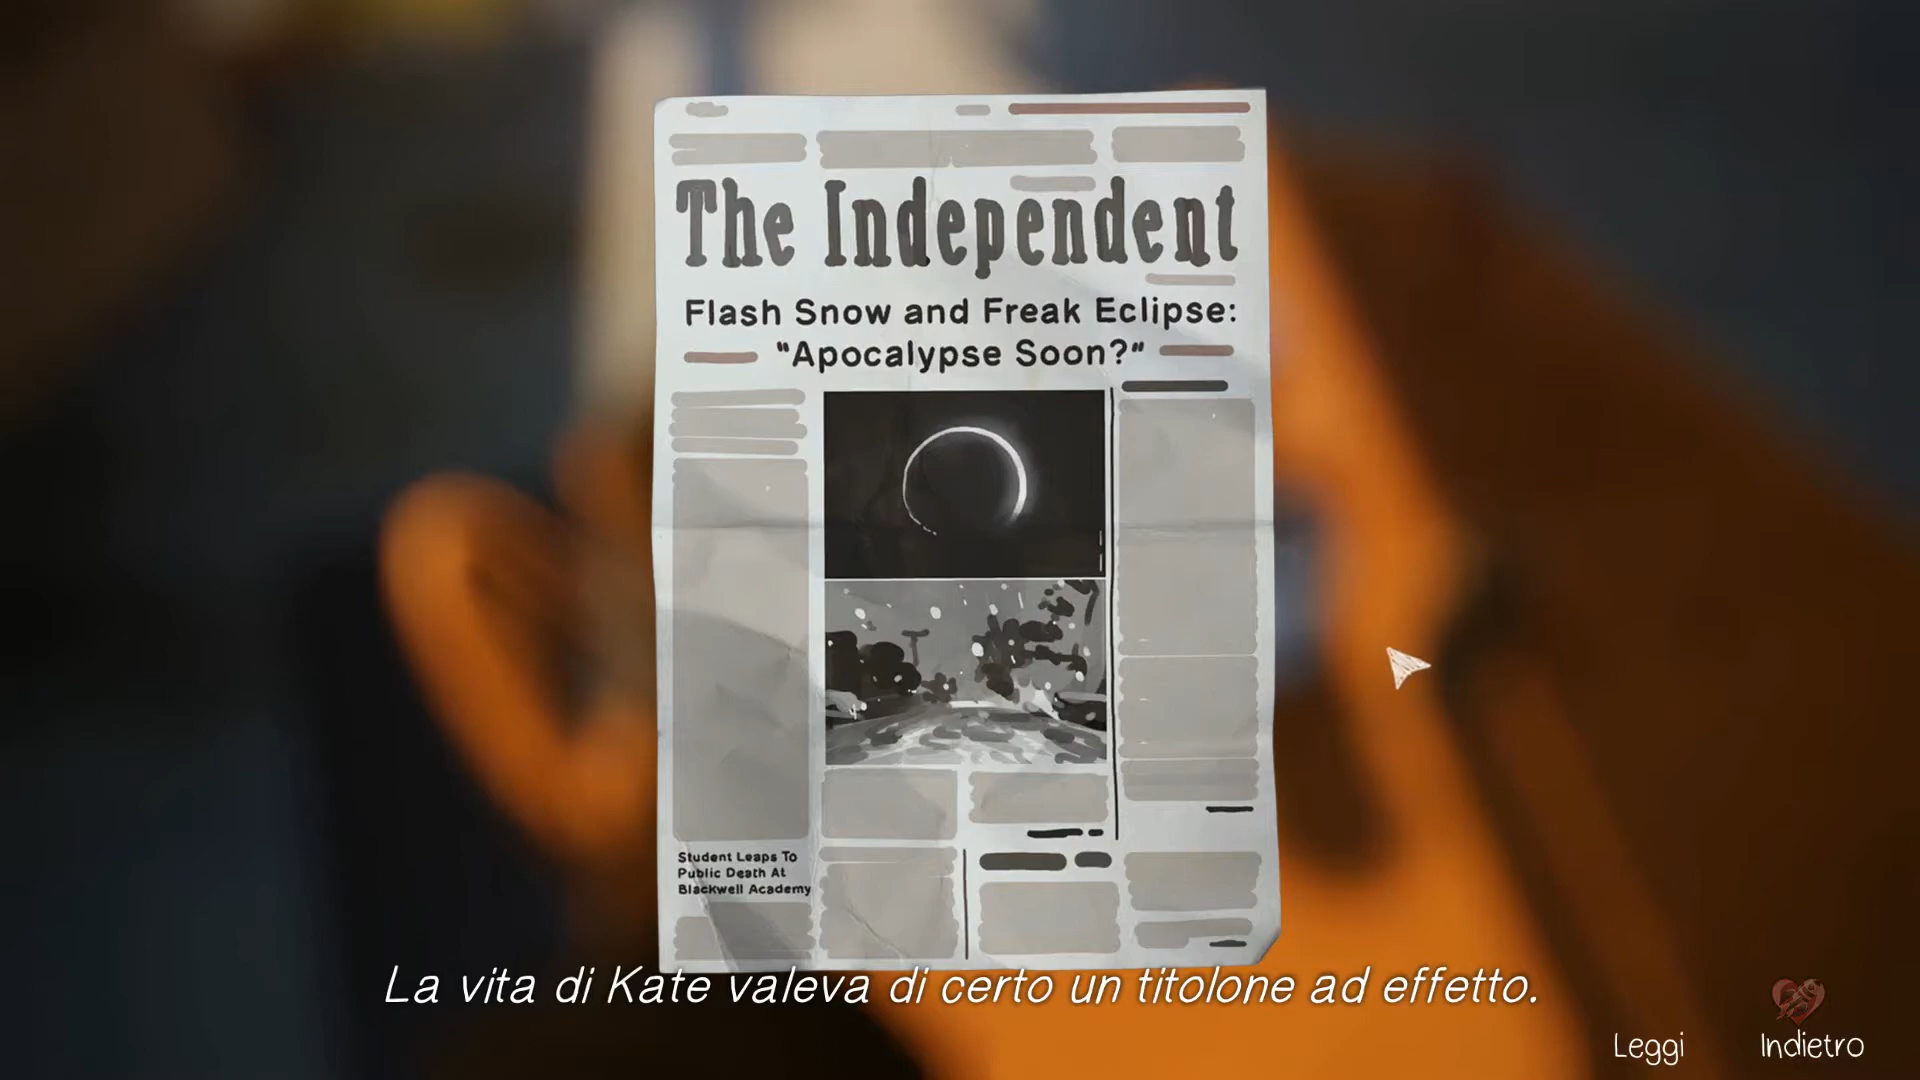 The Independent
Flash Snow and Freak Eclipse:
"Apocalypse Soon?"
Student Leaps To
Public Death At
Blackwell Academy
La vita di Kate valeva di certo un titolone ad effetto.
Leggi
Indietro